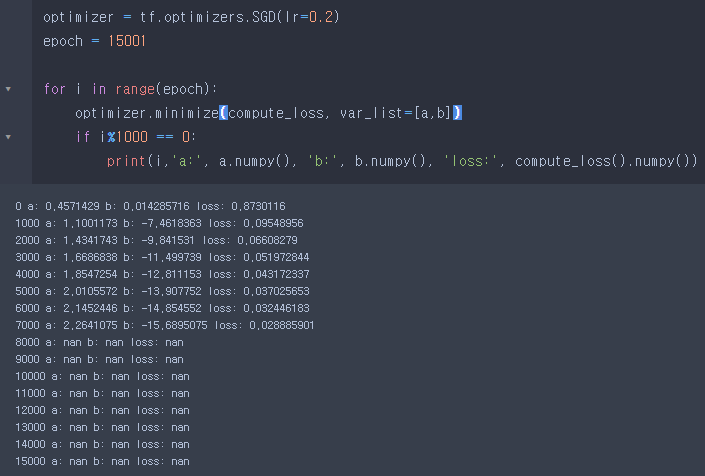 optimizer = tf.optimizers.SGD(lr=0.2)
epoch = 15001
for i in range(epoch):
optimizer.minimize(compute_loss, var_list=[a,b])
if i%1000 == 0:
print(i,'a:', a.numpy(), 'b:', b.numpy(), 'loss:', compute_loss().numpy())
0 a: 0.4571429 b: 0.014285716 loss: 0.8730116
1000 a: 1.1001173 b: -7.4618363 loss: 0.09548956
2000 a: 1.4341743 b: -9.841531 loss: 0.06608279
3000 a: 1.6686838 b: -11.499739 loss: 0.051972844
4000 a: 1.8547254 b: -12.811153 loss: 0.043172337
5000 a: 2.0105572 b: -13.907752 loss: 0.037025653
6000 a: 2.1452446 b: -14.854552 loss: 0.032446183
7000 a: 2.2641075 b: -15.6895075 loss: 0.028885901
8000 a: nan b: nan loss: nan
9000 a: nan b: nan loss: nan
10000 a: nan b: nan loss: nan
11000 a: nan b: nan loss: nan
12000 a: nan b: nan loss: nan
13000 a: nan b: nan loss: nan
14000 a: nan b: nan loss: nan
15000 a: nan b: nan loss: nan